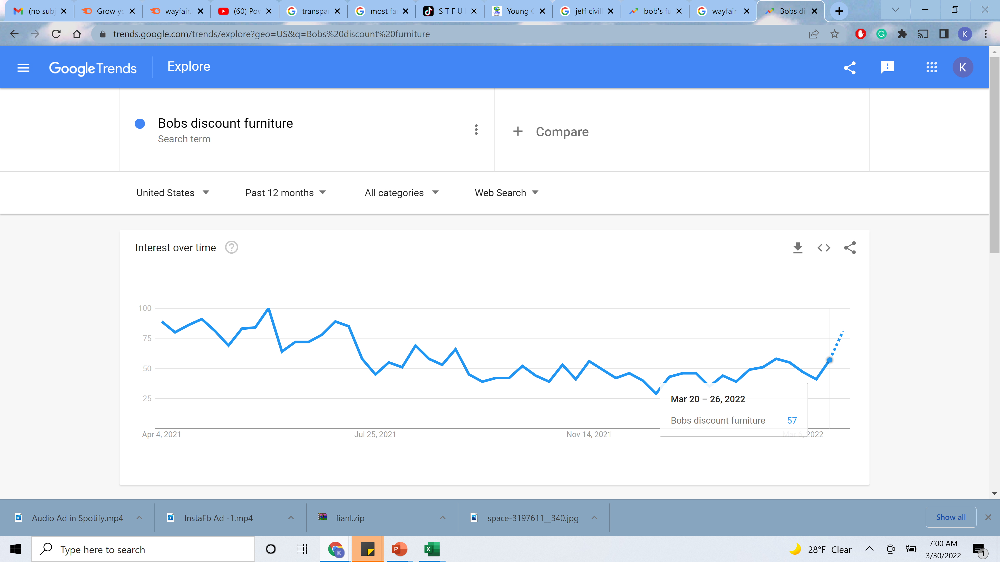 (no sub
Grow y
wayfair.
(60) Pov
transpa
most fa
S T F U
Young
jeff civil
bob's fu
wayfair
Bobs di
trends.google.com/trends/explore?geo=US&q=Bobs%20discount%20furniture
G
K
Google Trends
Explore
K
Bobs discount furniture
Search term
+ Compare
United States
Past 12 months
All categories
Web Search
Interest over time
?
100
75
50
25
Apr 4, 2021
Jul 25, 2021
Nov 14, 2021
Mar 6, 2022
Mar 20 – 26, 2022
Bobs discount furniture 57
Audio Ad in Spotify.mp4
InstaFb Ad -1.mp4
fianl.zip
space-3197611__340.jpg
Show all
Type here to search
K
P
X
28°F Clear
7:00 AM
3/30/2022
1